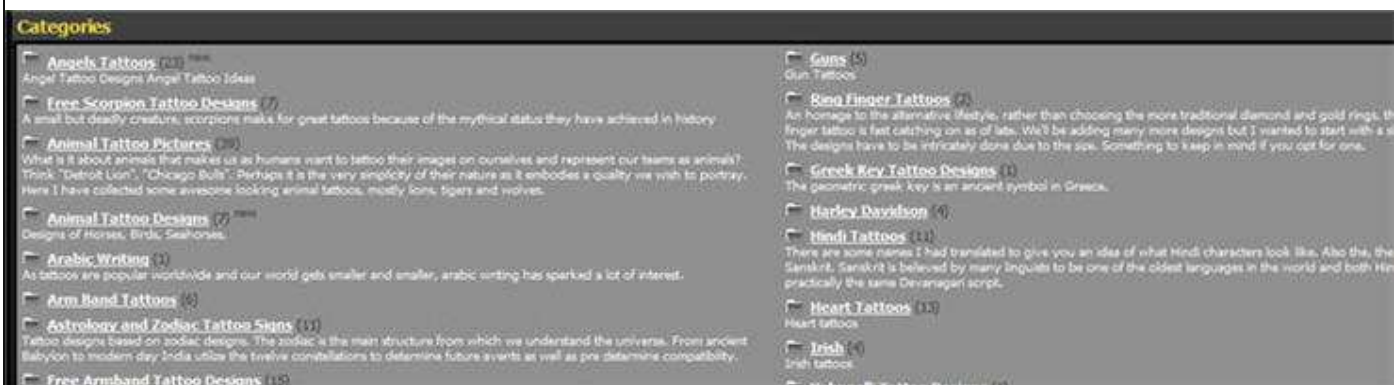 Categories
Angels Tattoos (23) new
Angel Tattoo Designs Angel Tattoo Ideas
Free Scorpion Tattoo Designs (7)
A small but deadly creature, scorpions make for great tattoos because of the mythical status they have achieved in history
Animal Tattoo Pictures
What is it about animals that makes us as humans want to tattoo their images on ourselves and represent our teams as animals?
Think "Detroit Lion", "Chicago Bulls". Perhaps it is the very simplicity of their nature as it embodies a quality we wish to portray.
Here I have collected some awesome looking animal tattoos, mostly lions, tigers and wolves.
Animal Tattoo Designs (7) new
Designs of Horses, Birds, Seahorses.
Arabic Writing (1)
As tattoos are popular worldwide and our world gets smaller and smaller, arabic writing has sparked a lot of interest.
Arm Band Tattoos (6)
Astrology and Zodiac Tattoo Signs (11)
Tattoo designs based on zodiac designs. The zodiac is the main structure from which we understand the universe. From ancient
Babylon to modern day India utilize the twelve constellations to determine future events as well as pre determine compatibility.
Free Armband Tattoo Designs (15)
Guns (5)
Gun Tattoos
Ring Finger Tattoos (2)
An homage to the alternative lifestyle, rather than choosing the more traditional diamond and gold rings,
finger tattoo is fast catching on as of late. We'll be adding many more designs but I wanted to start with a
The designs have to be intricately done due to the size. Something to keep in mind if you opt for one.
Greek Key Tattoo Designs (1)
The geometric greek key is an ancient symbol in Greece.
Harley Davidson (4)
Hindi Tattoos (11)
There are some names I had translated to give you an idea of what Hindi characters look like. Also the, the
Sanskrit. Sanskrit is believed by many linguists to be one of the oldest languages in the world and both
practically the same Devanagari script.
Heart Tattoos (13)
Heart tattoos
Irish (4)
Irish tattoos